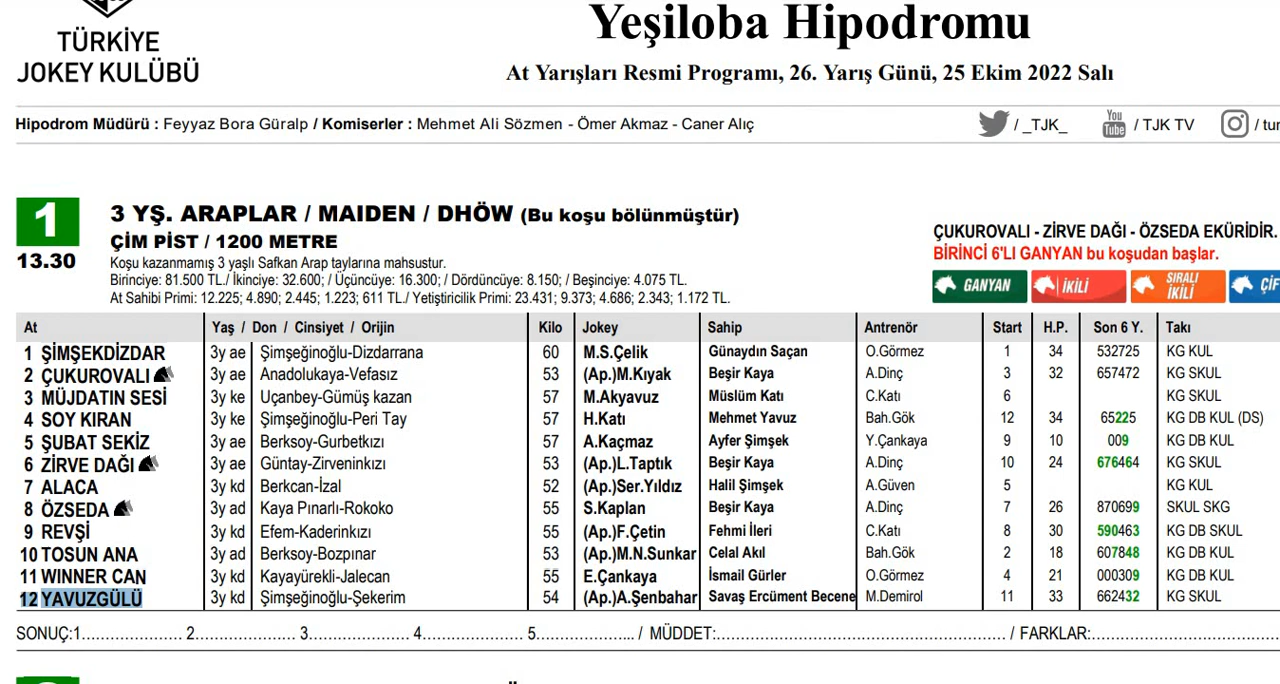 TÜRKİYE
JOKEY KULÜBÜ
Yeşiloba Hipodromu
At Yarışları Resmi Programı, 26. Yarış Günü, 25 Ekim 2022 Salı
Hipodrom Müdürü : Feyyaz Bora Güralp / Komiserler : Mehmet Ali Sözmen - Ömer Akmaz - Caner Alıç
/ _TJK_
You Tube / TJK TV
/ tur
1
13.30
3 YŞ. ARAPLAR / MAIDEN / DHÖW (Bu koşu bölünmüştür)
ÇİM PİST / 1200 METRE
Koşu kazanmamış 3 yaşlı Safkan Arap taylarına mahsustur.
Birinciye: 81.500 TL./ İkinciye: 32.600; / Üçüncüye: 16.300; / Dördüncüye: 8.150; / Beşinciye: 4.075 TL.
At Sahibi Primi: 12.225; 4.890; 2.445; 1.223; 611 TL./ Yetiştiricilik Primi: 23.431; 9.373; 4.686; 2.343; 1.172 TL.
ÇUKUROVALI - ZİRVE DAĞI - ÖZSEDA EKÜRİDİR.
BİRİNCİ 6'LI GANYAN bu koşudan başlar.
GANYAN İKİLİ SIRALI İKİLİ ÇİF
At Yaş / Don / Cinsiyet / Orijin Kilo Jokey Sahip Antrenör Start H.P. Son 6 Y. Takı
1 ŞİMŞEKDİZDAR 3y ae Şimşeğinoğlu-Dizdarrana 60 M.S.Çelik Günaydın Saçan O.Görmez 1 34 532725 KG KUL
2 ÇUKUROVALI 3y ae Anadolukaya-Vefasız 53 (Ap.)M.Kıyak Beşir Kaya A.Dinç 3 32 657472 KG SKUL
3 MÜJDATIN SESİ 3y ke Uçanbey-Gümüş kazan 57 M.Akyavuz Müslüm Katı C.Katı 6 KG SKUL
4 SOY KIRAN 3y ke Şimşeğinoğlu-Peri Tay 57 H.Katı Mehmet Yavuz Bah.Gök 12 34 65225 KG DB KUL (DS)
5 ŞUBAT SEKİZ 3y ae Berksoy-Gurbetkızı 57 A.Kaçmaz Ayfer Şimşek Y.Çankaya 9 10 009 KG DB KUL
6 ZİRVE DAĞI 3y ae Güntay-Zirveninkızı 53 (Ap.)L.Taptık Beşir Kaya A.Dinç 10 24 676464 KG SKUL
7 ALACA 3y kd Berkcan-İzal 52 (Ap.)Ser.Yıldız Halil Şimşek A.Güven 5 KG KUL
8 ÖZSEDA 3y ad Kaya Pınarlı-Rokoko 55 S.Kaplan Beşir Kaya A.Dinç 7 26 870699 SKUL SKG
9 REVŞİ 3y kd Efem-Kaderinkızı 55 (Ap.)F.Çetin Fehmi İleri C.Katı 8 30 590463 KG DB SKUL
10 TOSUN ANA 3y ad Berksoy-Bozpınar 53 (Ap.)M.N.Sunkar Celal Akıl Bah.Gök 2 18 607848 KG DB KUL
11 WINNER CAN 3y kd Kayayürekli-Jalecan 55 E.Çankaya İsmail Gürler O.Görmez 4 21 000309 KG DB KUL
12 YAVUZGÜLÜ 3y kd Şimşeğinoğlu-Şekerim 54 (Ap.)A.Şenbahar Savaş Ercüment Becene M.Demirol 11 33 662432 KG SKUL
SONUÇ:1....................... 2....................... 3....................... 4....................... 5...................... / MÜDDET:................................................................ / FARKLAR:..........................................